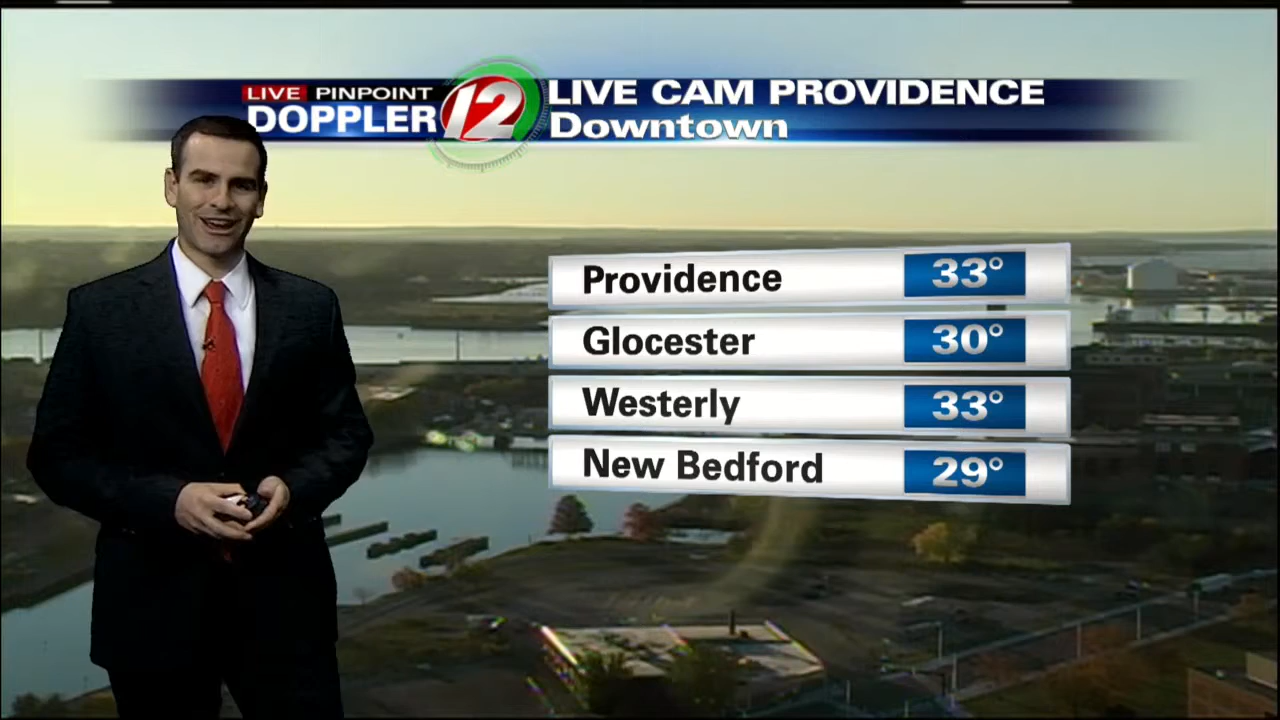 LIVE PINPOINT
DOPPLER 12
LIVE CAM PROVIDENCE
Downtown
Providence 33°
Glocester 30°
Westerly 33°
New Bedford 29°